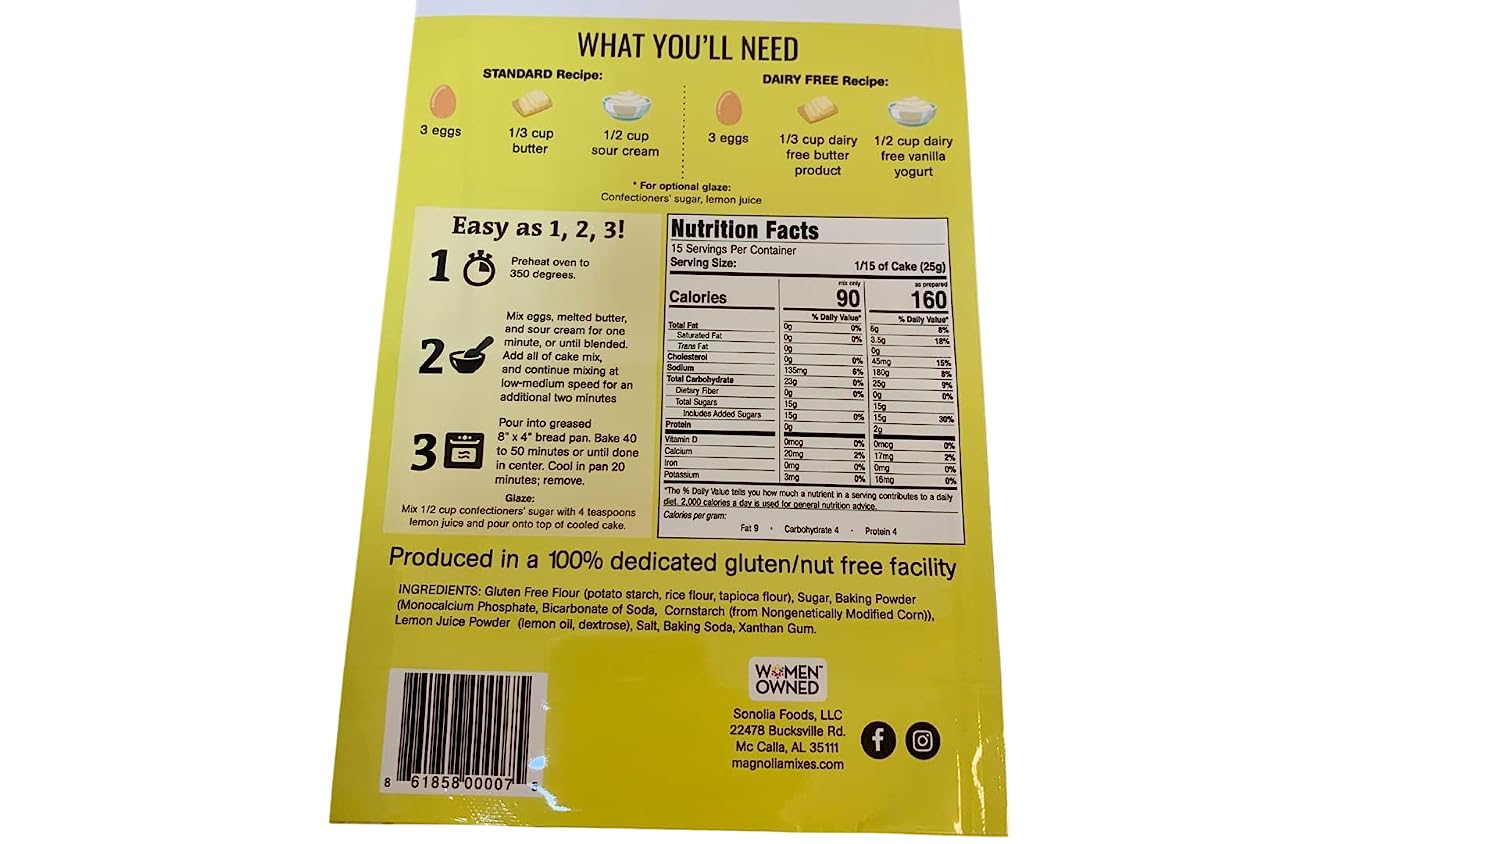 WHAT YOU'LL NEED
STANDARD Recipe:
3 eggs
1/3 cup
butter
1/2 cup
sour cream
DAIRY FREE Recipe:
3 eggs
1/3 cup dairy
free butter
product
1/2 cup dairy
free vanilla
yogurt
* For optional glaze:
Confectioners' sugar, lemon juice
Easy as 1, 2, 3!
1
Preheat oven to
350 degrees.
2
Mix eggs, melted butter,
and sour cream for one
minute, or until blended.
Add all of cake mix,
and continue mixing at
low-medium speed for an
additional two minutes
3
Pour into greased
8" x 4" bread pan. Bake 40
to 50 minutes or until done
in center. Cool in pan 20
minutes; remove.
Glaze:
Mix 1/2 cup confectioners' sugar with 4 teaspoons
lemon juice and pour onto top of cooled cake.
Nutrition Facts
15 Servings Per Container
Serving Size: 1/15 of Cake (25g)
mix only as prepared
Calories 90 160
% Daily Value* % Daily Value*
Total Fat 0g 0% 6g 8%
Saturated Fat 0g 0% 3.5g 18%
Trans Fat 0g 0g
Cholesterol 0g 0% 45mg 15%
Sodium 135mg 6% 180g 8%
Total Carbohydrate 23g 0% 25g 9%
Dietary Fiber 0g 0% 0g 0%
Total Sugars 15g 15g
Includes Added Sugars 15g 0% 15g 30%
Protein 0g 2g
Vitamin D 0mcg 0% 0mcg 0%
Calcium 20mg 2% 17mg 2%
Iron 0mg 0% 0mg 0%
Potassium 3mg 0% 16mg 0%
*The % Daily Value tells you how much a nutrient in a serving contributes to a daily
diet. 2,000 calories a day is used for general nutrition advice.
Calories per gram:
Fat 9 · Carbohydrate 4 · Protein 4
Produced in a 100% dedicated gluten/nut free facility
INGREDIENTS: Gluten Free Flour (potato starch, rice flour, tapioca flour), Sugar, Baking Powder
(Monocalcium Phosphate, Bicarbonate of Soda, Cornstarch (from Nongenetically Modified Corn)),
Lemon Juice Powder (lemon oil, dextrose), Salt, Baking Soda, Xanthan Gum.
WOMEN™
OWNED
Sonolia Foods, LLC
22478 Bucksville Rd.
Mc Calla, AL 35111
magnoliamixes.com
8 61858 00007 5